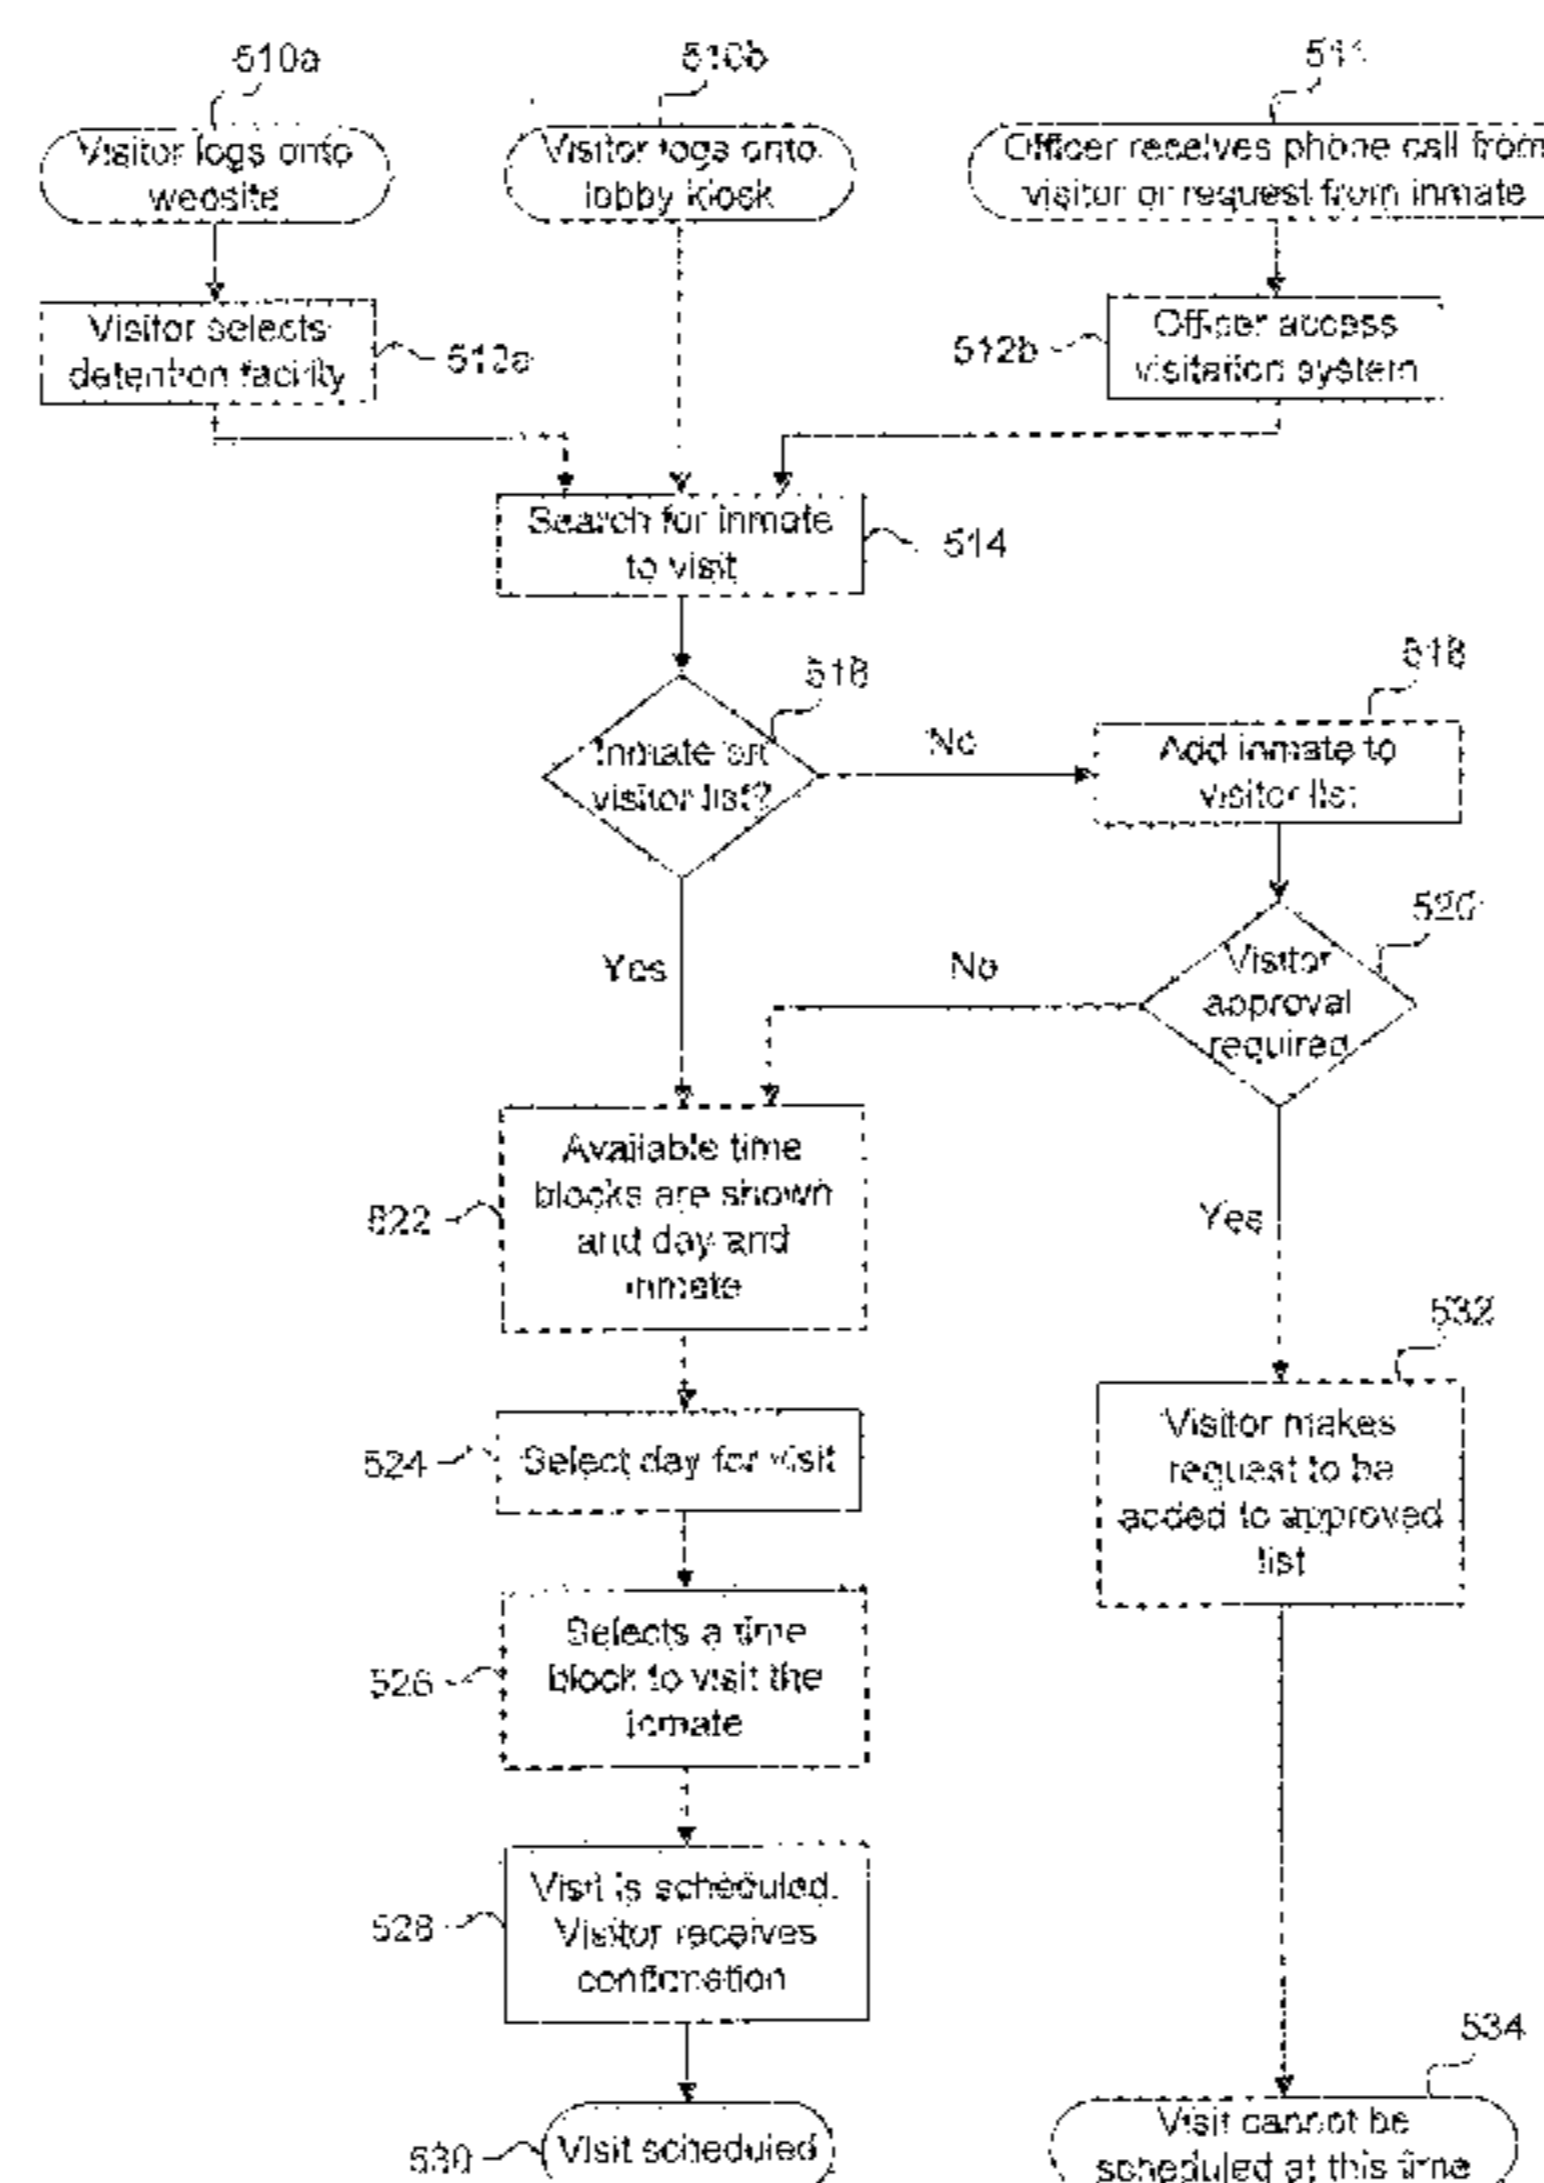 510a
510b
511
Visitor logs onto
website
Visitor logs onto
lobby kiosk
Officer receives phone call from
visitor or request from inmate
Visitor selects
detention facility
512a
512b
Officer access
visitation system
Search for inmate
to visit
514
516
Inmate on
visitor list?
No
518
Add inmate to
visitor list
520
Visitor
approval
required
Yes
No
522
Available time
blocks are shown
and day and
inmate
Yes
532
Visitor makes
request to be
added to approved
list
524
Select day for visit
526
Selects a time
block to visit the
inmate
528
Visit is scheduled.
Visitor receives
confirmation
534
530
Visit scheduled
Visit cannot be
scheduled at this time